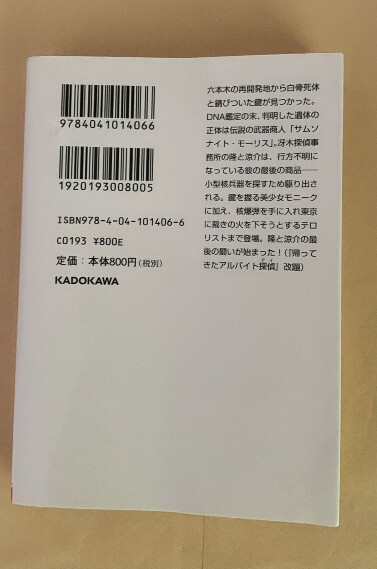 9784041014066
1920193008005
ISBN978-4-04-101406-6
C0193 ¥800E
定価：本体800円(税別)
KADOKAWA
六本木の再開発地から白骨死体
と錆びついた鍵が見つかった。
DNA鑑定の末、判明した遺体の
正体は伝説の武器商人「サムソ
ナイト・モーリス」。冴木探偵事
務所の隆と涼介は、行方不明に
なっている彼の最後の商品――
小型核兵器を探すため駆り出さ
れる。鍵を握る美少女モニーク
に加え、核爆弾を手に入れ東京
に裁きの火を下そうとするテロ
リストまで登場。隆と涼介の最
後の闘いが始まった！(『帰って
きたアルバイト探偵』改題)